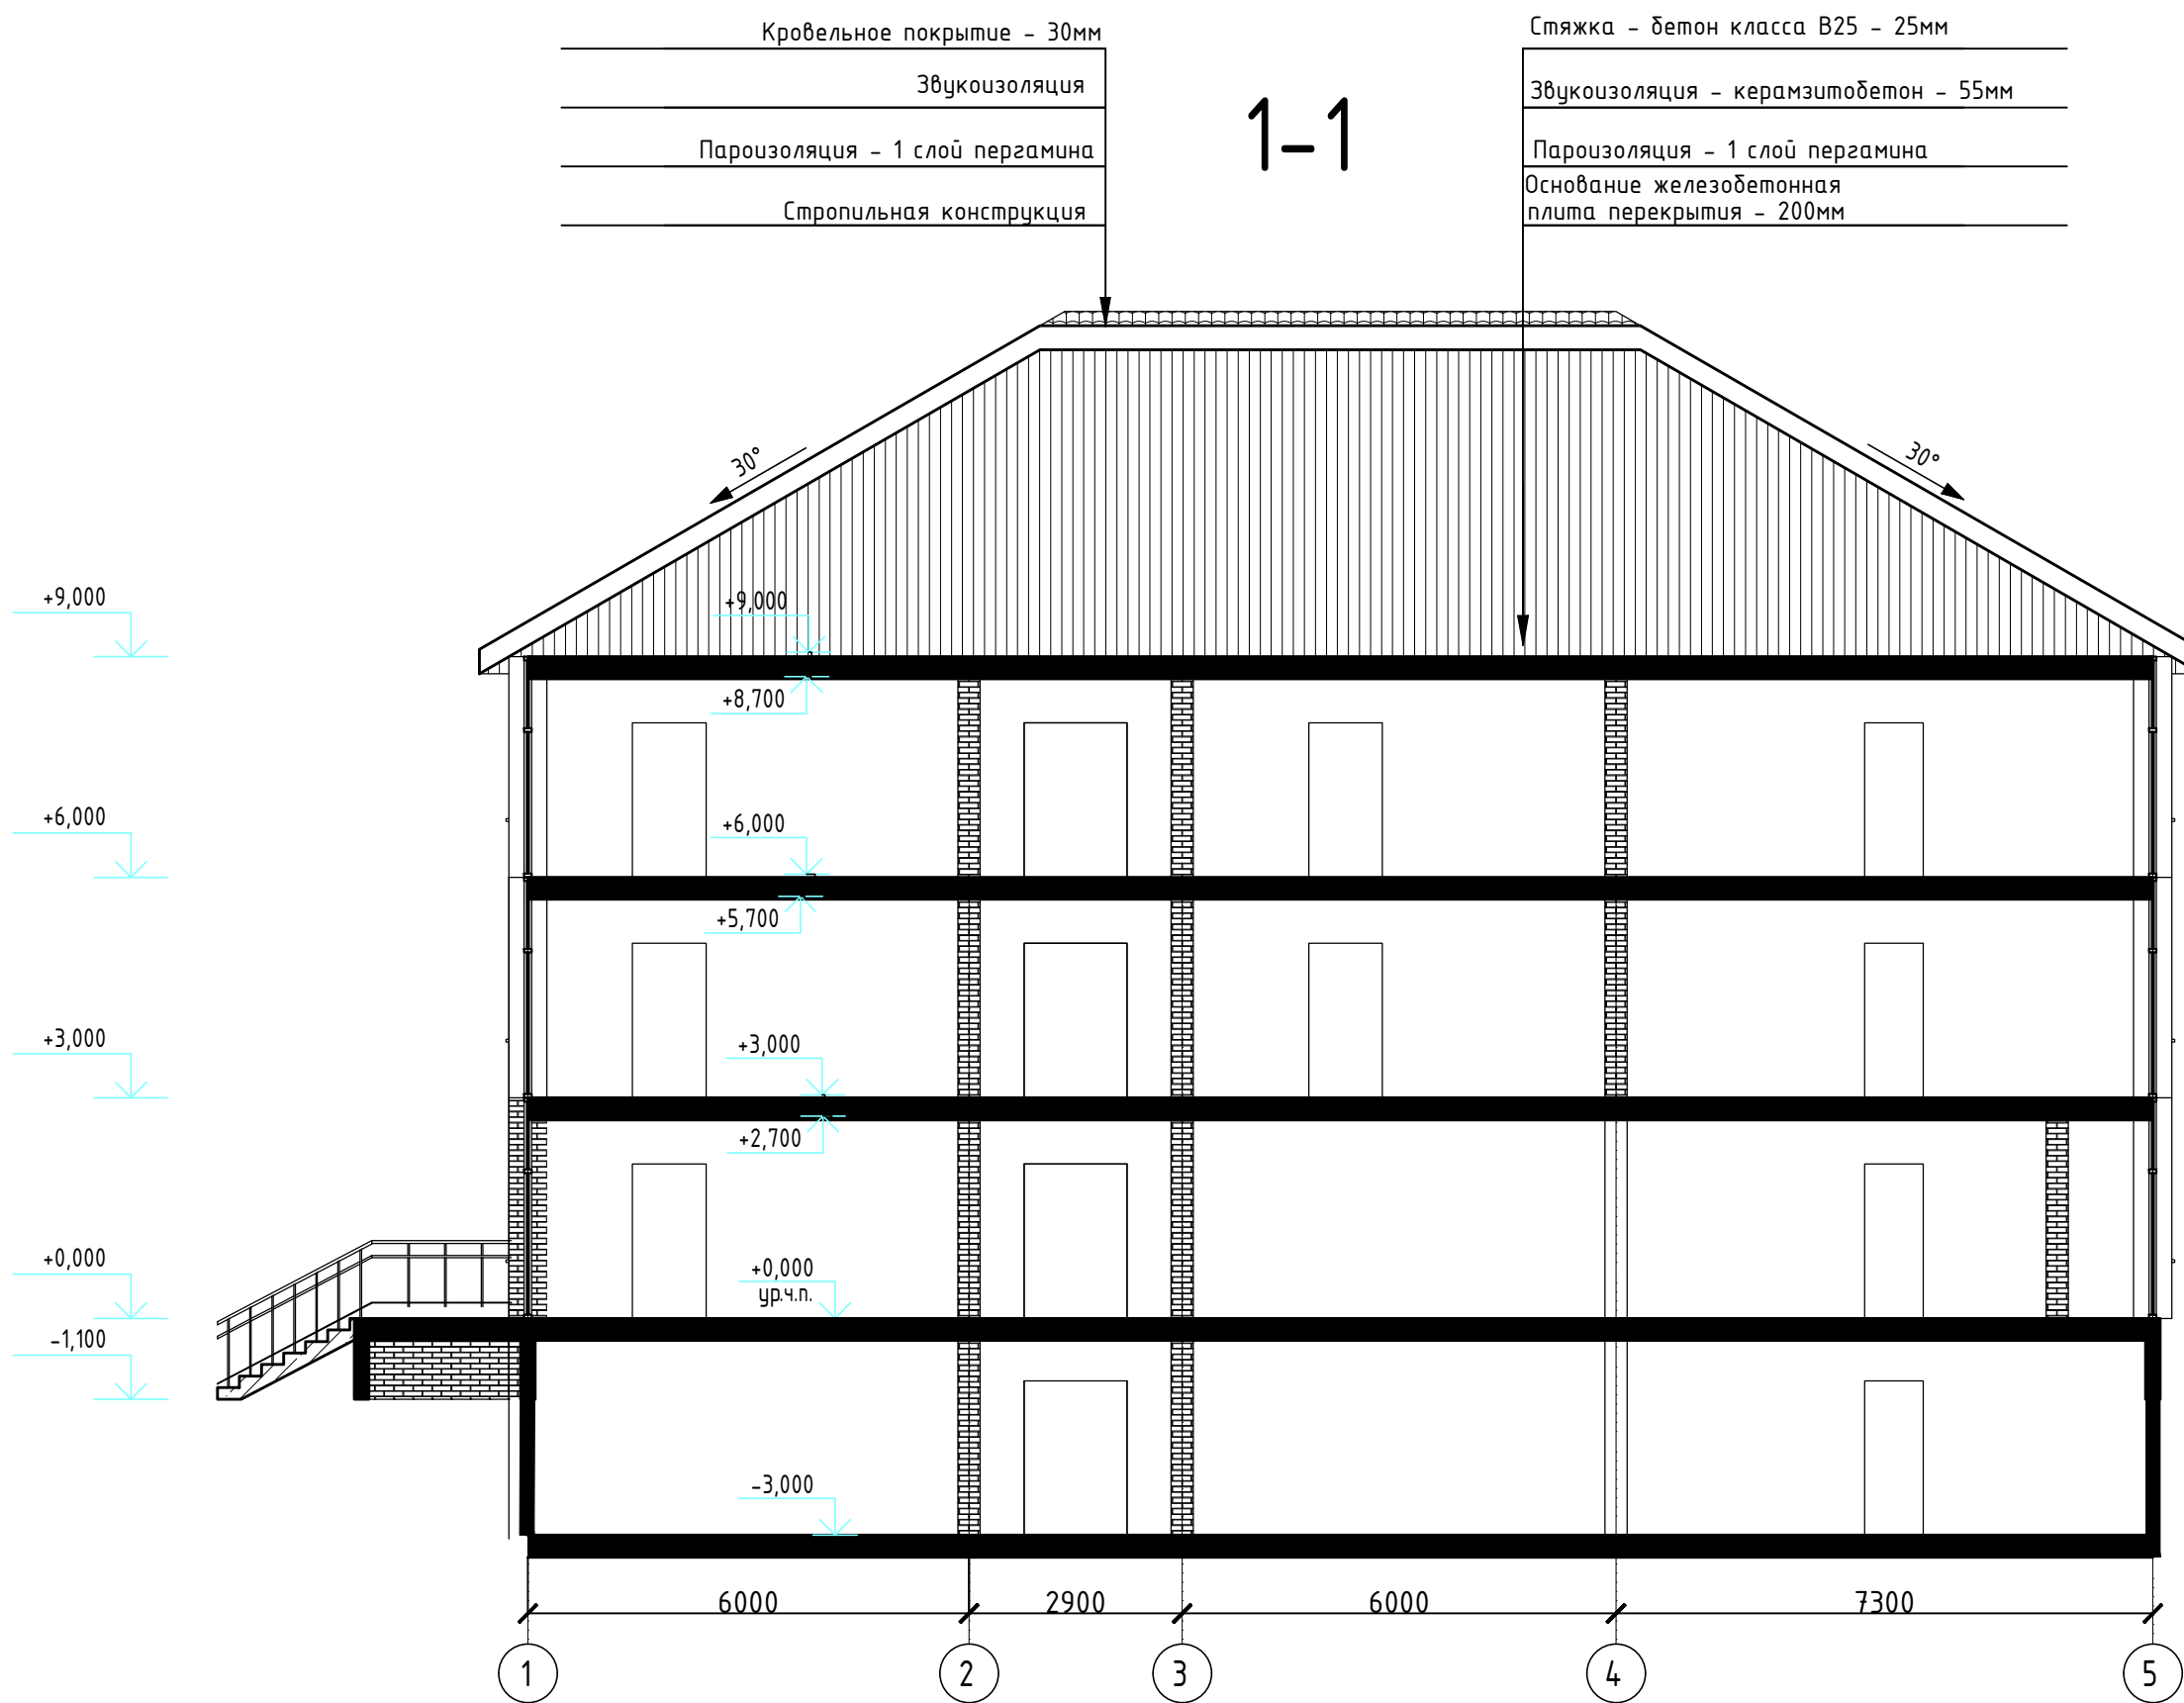 Кровельное покрытие - 30мм
Звукоизоляция
Пароизоляция - 1 слой пергамина
Стропильная конструкция
1-1
Стяжка - бетон класса В25 - 25мм
Звукоизоляция - керамзитобетон - 55мм
Пароизоляция - 1 слой пергамина
Основание железобетонная
плита перекрытия - 200мм
30°
30°
+9,000
+9,000
+8,700
+6,000
+6,000
+5,700
+3,000
+3,000
+2,700
+0,000
+0,000
ур.ч.п.
-1,100
-3,000
6000
2900
6000
7300
1
2
3
4
5